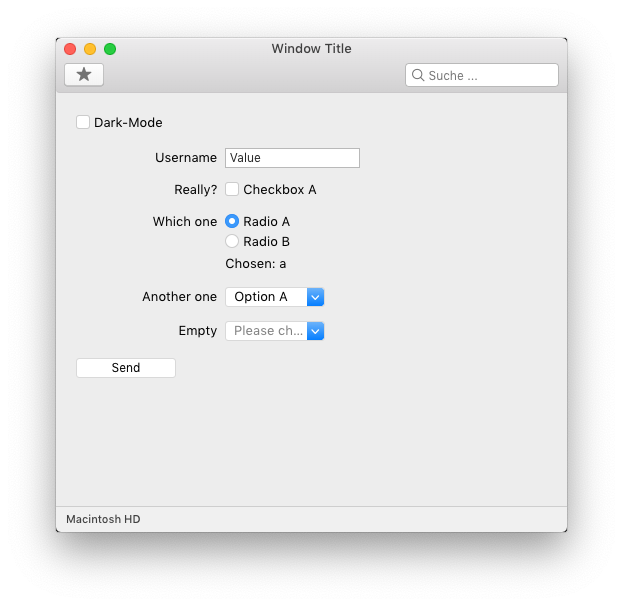 Window Title
Suche ...
Dark-Mode
Username Value
Really? Checkbox A
Which one Radio A
Radio B
Chosen: a
Another one Option A
Empty Please ch...
Send
Macintosh HD